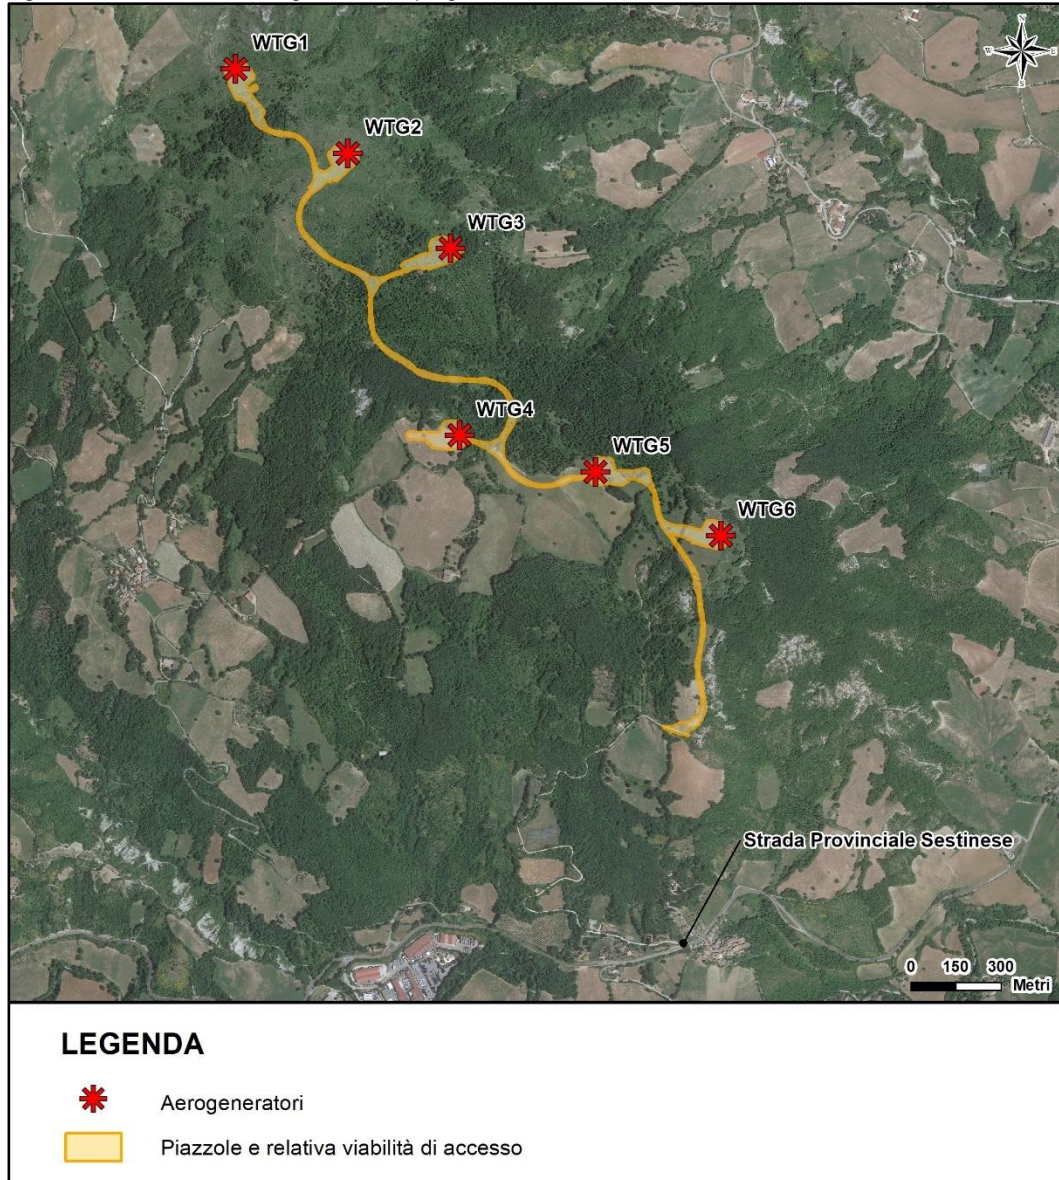 N
W E
S
WTG1
WTG2
WTG3
WTG4
WTG5
WTG6
Strada Provinciale Sestinese
0 150 300
Metri
LEGENDA
Aerogeneratori
Piazzole e relativa viabilità di accesso